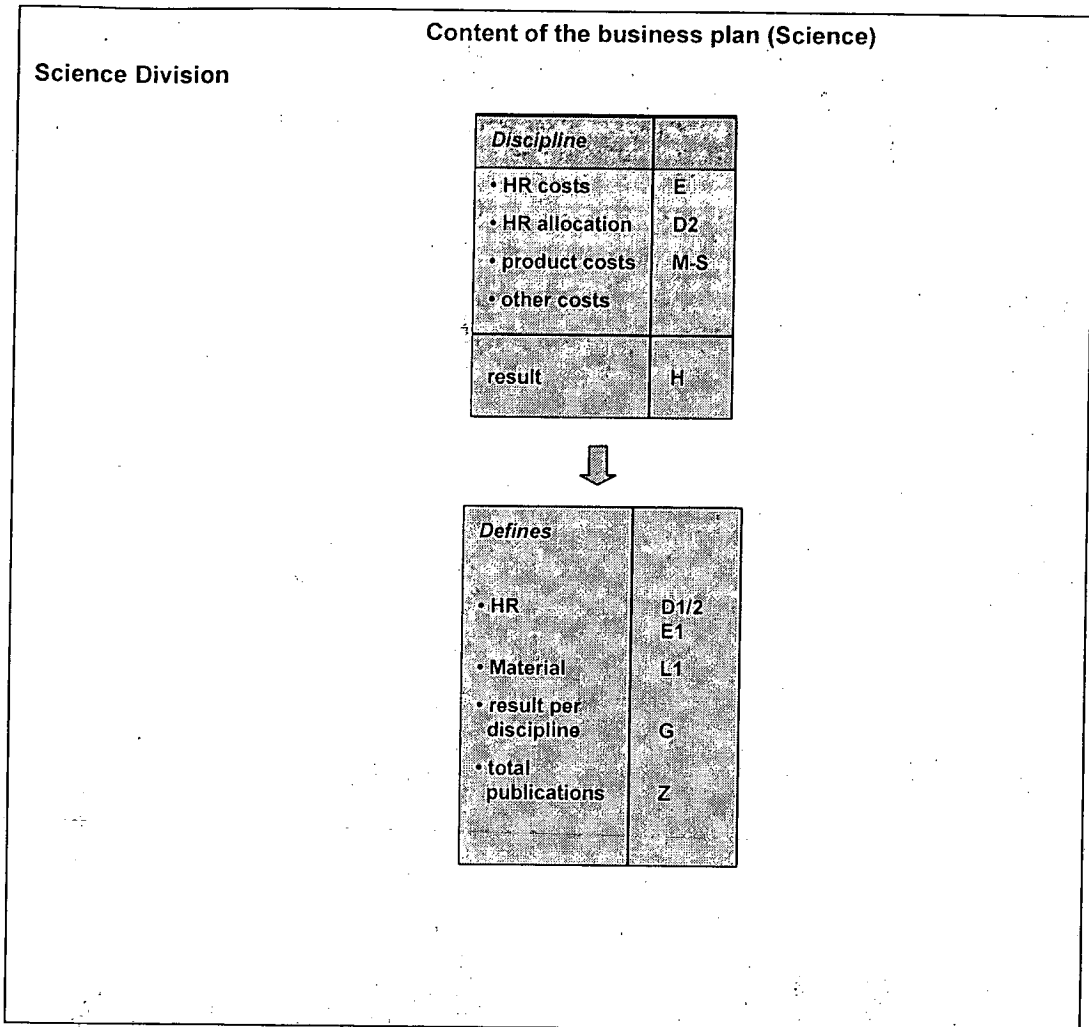 Content of the business plan (Science)
Science Division
Discipline
• HR costs E
• HR allocation D2
• product costs M-S
• other costs
result H
Defines
• HR D1/2
E1
• Material L1
• result per
discipline G
• total
publications Z